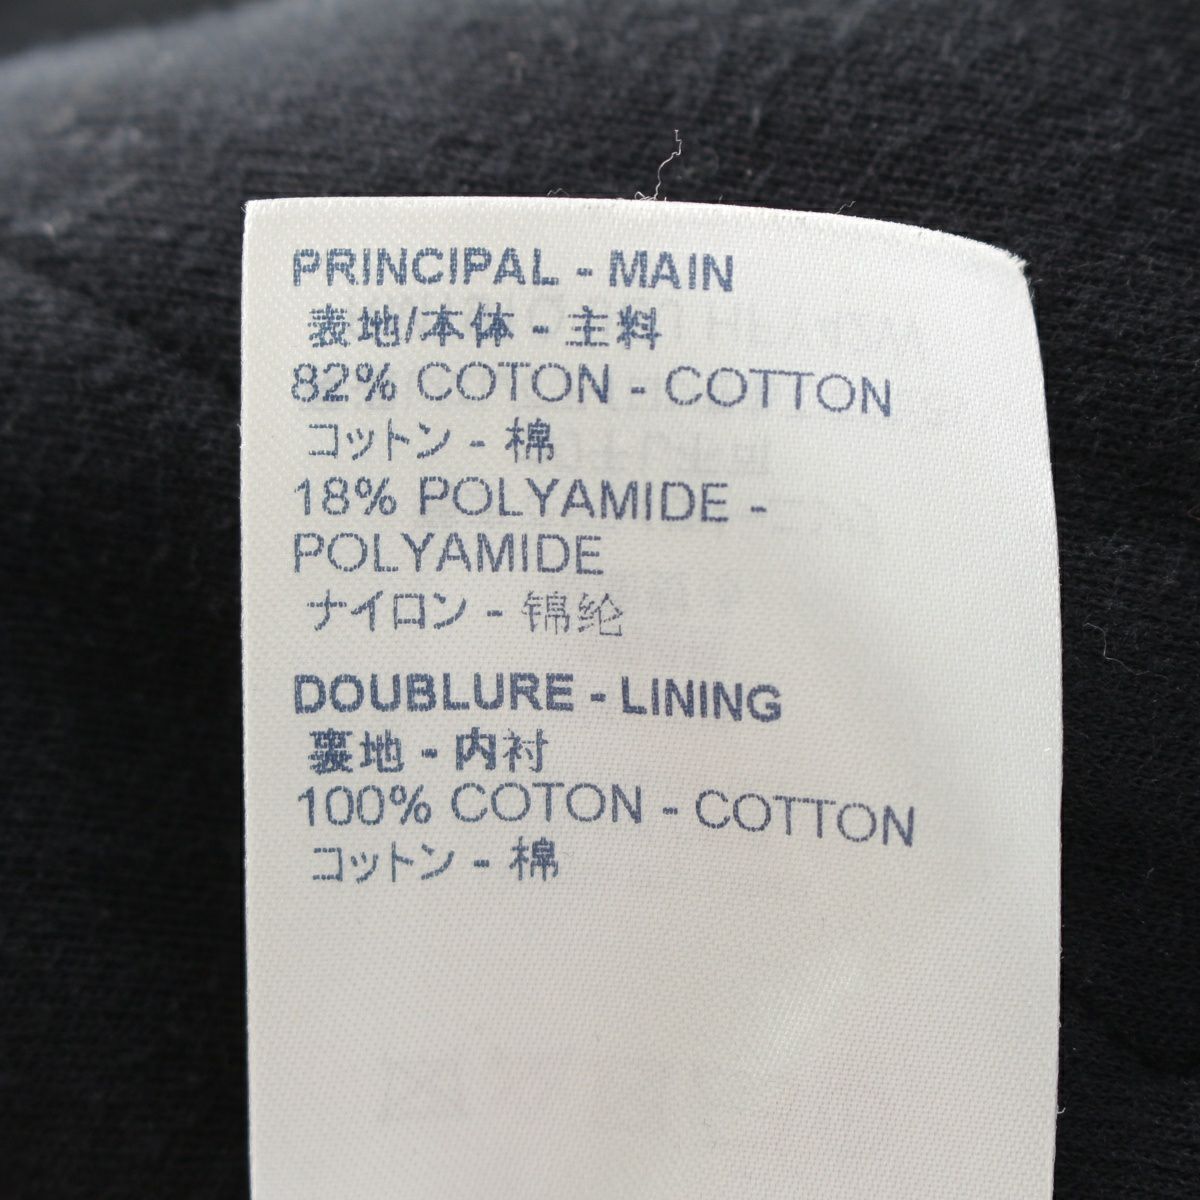 PRINCIPAL - MAIN
表地/本体 - 主料
82% COTON - COTTON
コットン - 棉
18% POLYAMIDE -
POLYAMIDE
ナイロン - 锦纶
DOUBLURE - LINING
裏地 - 内衬
100% COTON - COTTON
コットン - 棉